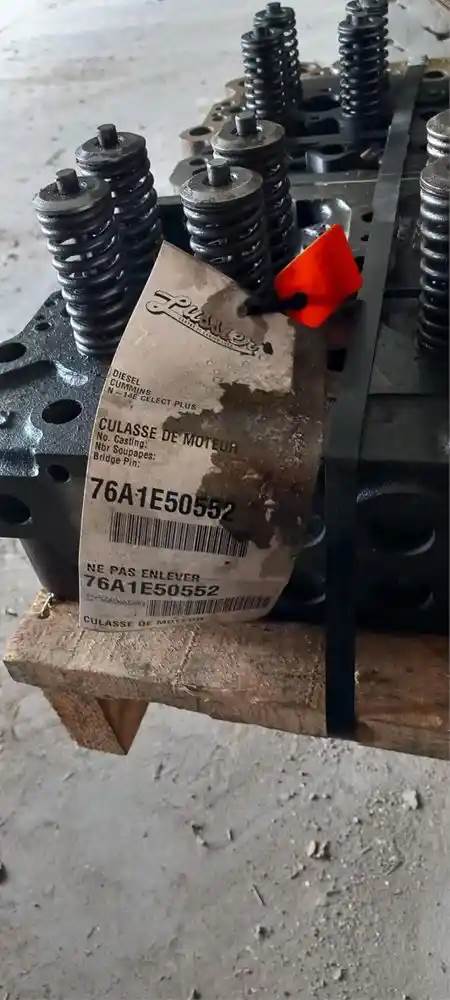 Lussier
DIESEL
CUMMINS
N-14E CELECT PLUS
CULASSE DE MOTEUR
No. Casting:
Nbr Soupapes:
Bridge Pin:
76A1E50552
NE PAS ENLEVER
76A1E50552
CULASSE DE MOTEUR